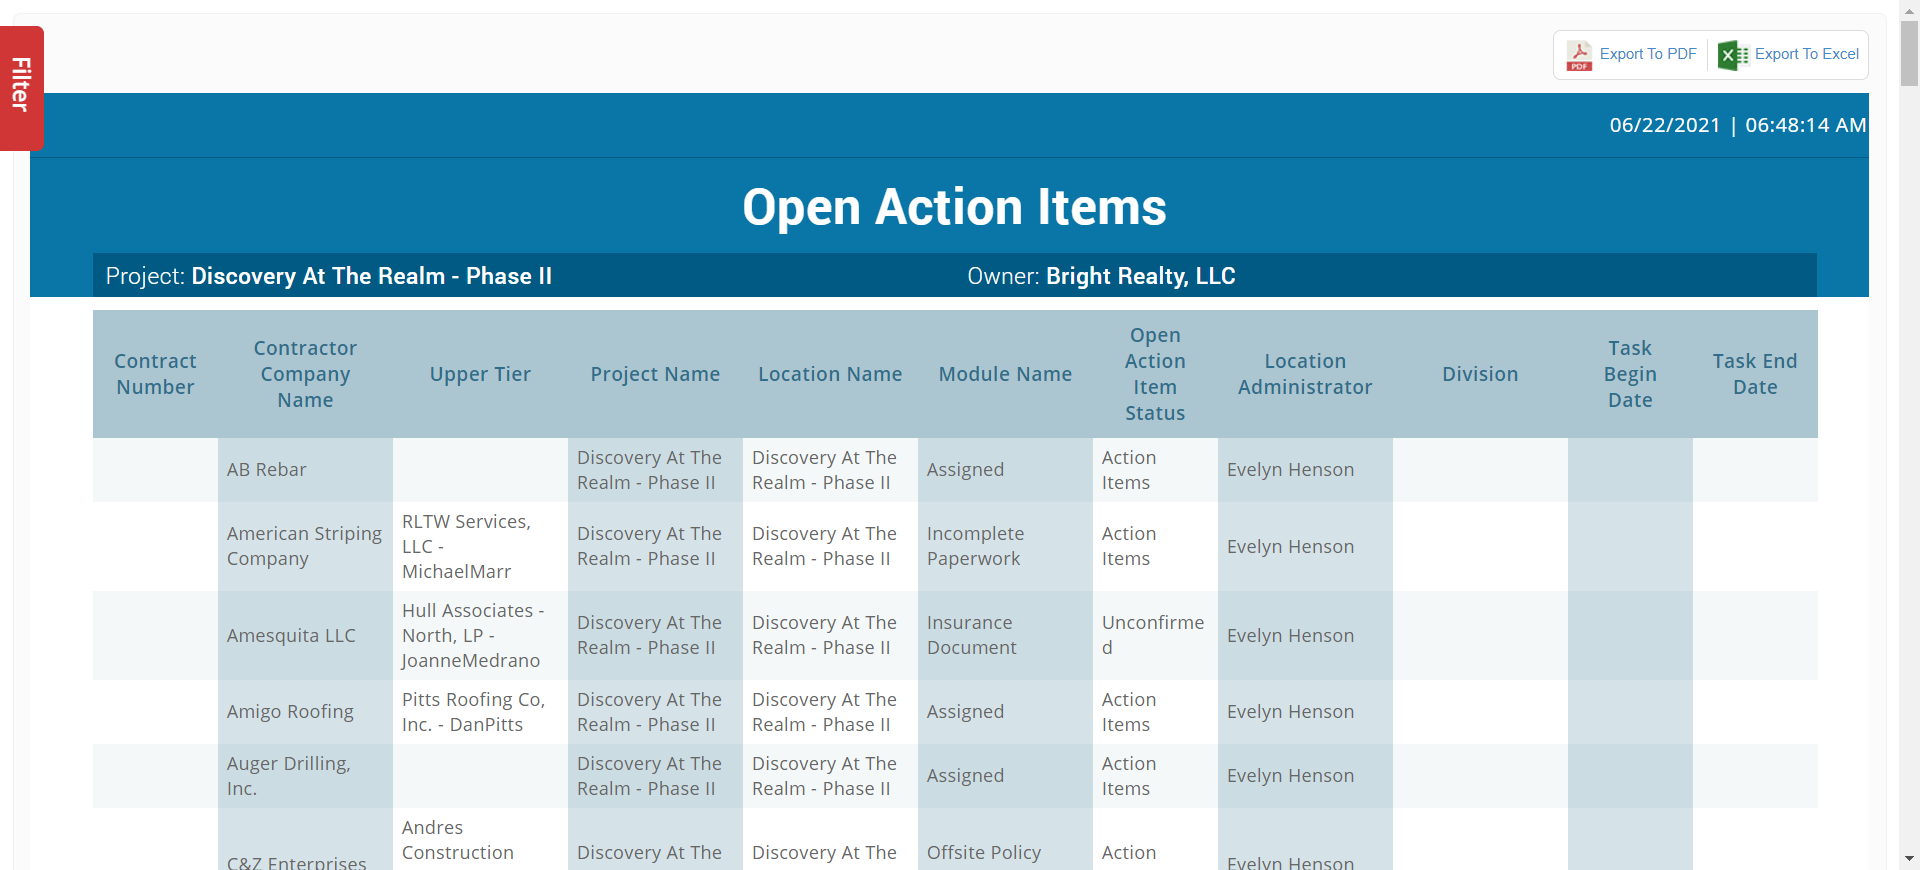 Filter
Export To PDF
Export To Excel
PDF
06/22/2021 | 06:48:14 AM
Open Action Items
Project: Discovery At The Realm - Phase II
Owner: Bright Realty, LLC
Contract
Number
Contractor
Company
Name
Upper Tier
Project Name
Location Name
Module Name
Open
Action
Item
Status
Location
Administrator
Division
Task
Begin
Date
Task End
Date
AB Rebar
Discovery At The
Realm - Phase II
Discovery At The
Realm - Phase II
Assigned
Action
Items
Evelyn Henson
American Striping
Company
RLTW Services,
LLC -
MichaelMarr
Discovery At The
Realm - Phase II
Discovery At The
Realm - Phase II
Incomplete
Paperwork
Action
Items
Evelyn Henson
Amesquita LLC
Hull Associates -
North, LP -
JoanneMedrano
Discovery At The
Realm - Phase II
Discovery At The
Realm - Phase II
Insurance
Document
Unconfirme
d
Evelyn Henson
Amigo Roofing
Pitts Roofing Co,
Inc. - DanPitts
Discovery At The
Realm - Phase II
Discovery At The
Realm - Phase II
Assigned
Action
Items
Evelyn Henson
Auger Drilling,
Inc.
Discovery At The
Realm - Phase II
Discovery At The
Realm - Phase II
Assigned
Action
Items
Evelyn Henson
C&Z Enterprises
Andres
Construction
Discovery At The
Discovery At The
Offsite Policy
Action
Evelyn Henson